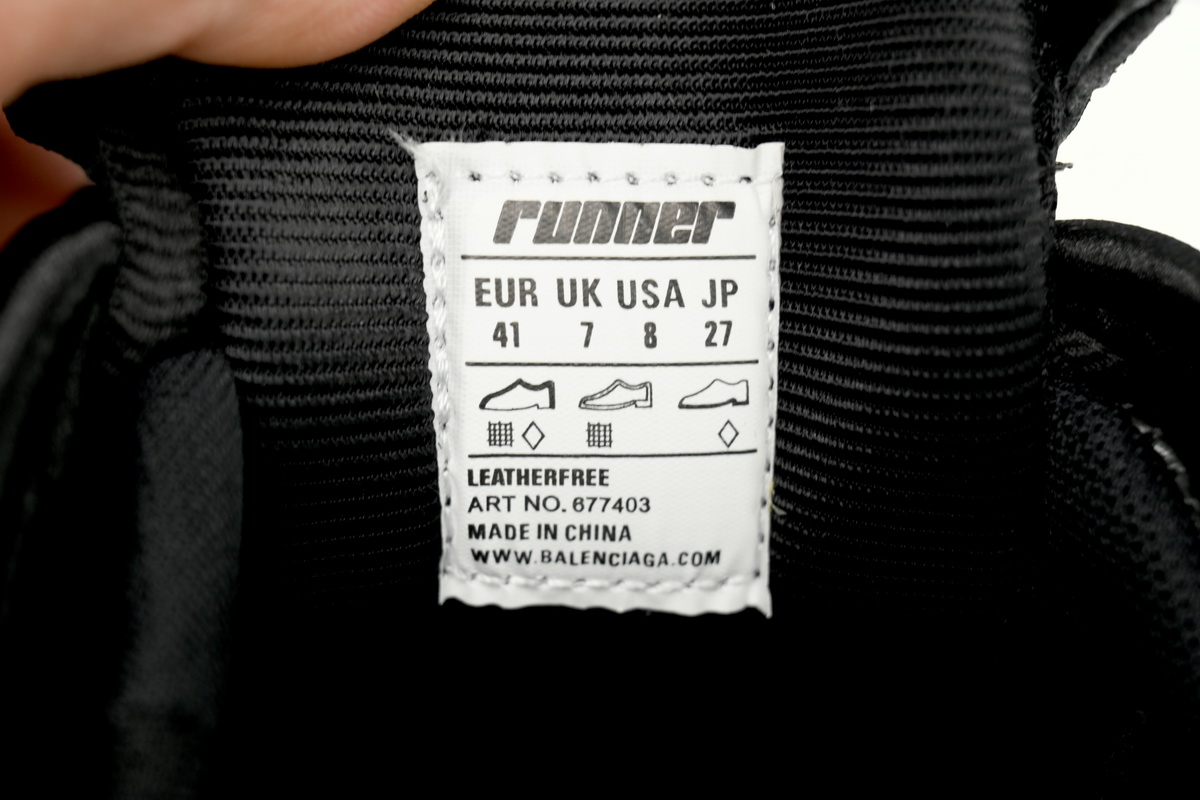 runner
EUR UK USA JP
41 7 8 27
LEATHERFREE
ART NO. 677403
MADE IN CHINA
WWW.BALENCIAGA.COM